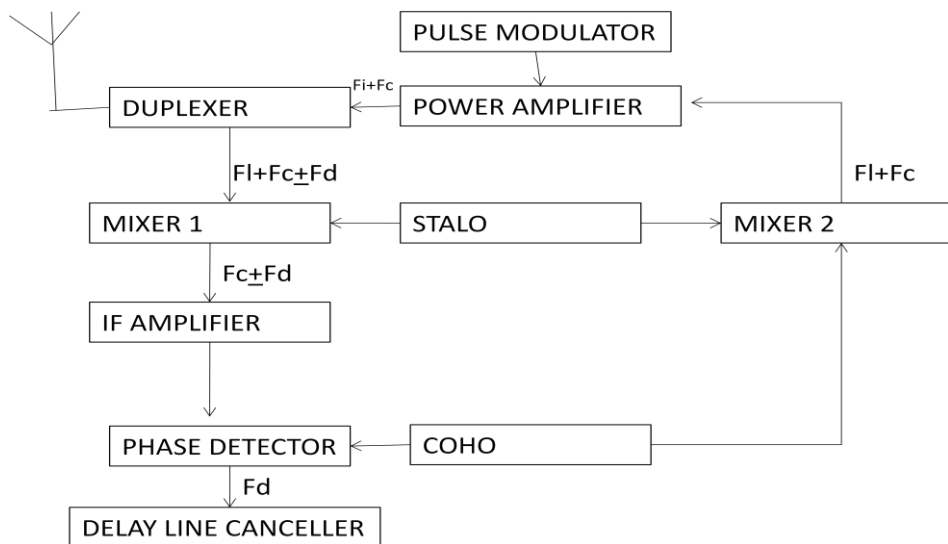 PULSE MODULATOR
Fi+Fc
DUPLEXER
POWER AMPLIFIER
Fl+Fc±Fd
Fl+Fc
MIXER 1
STALO
MIXER 2
Fc±Fd
IF AMPLIFIER
PHASE DETECTOR
COHO
Fd
DELAY LINE CANCELLER